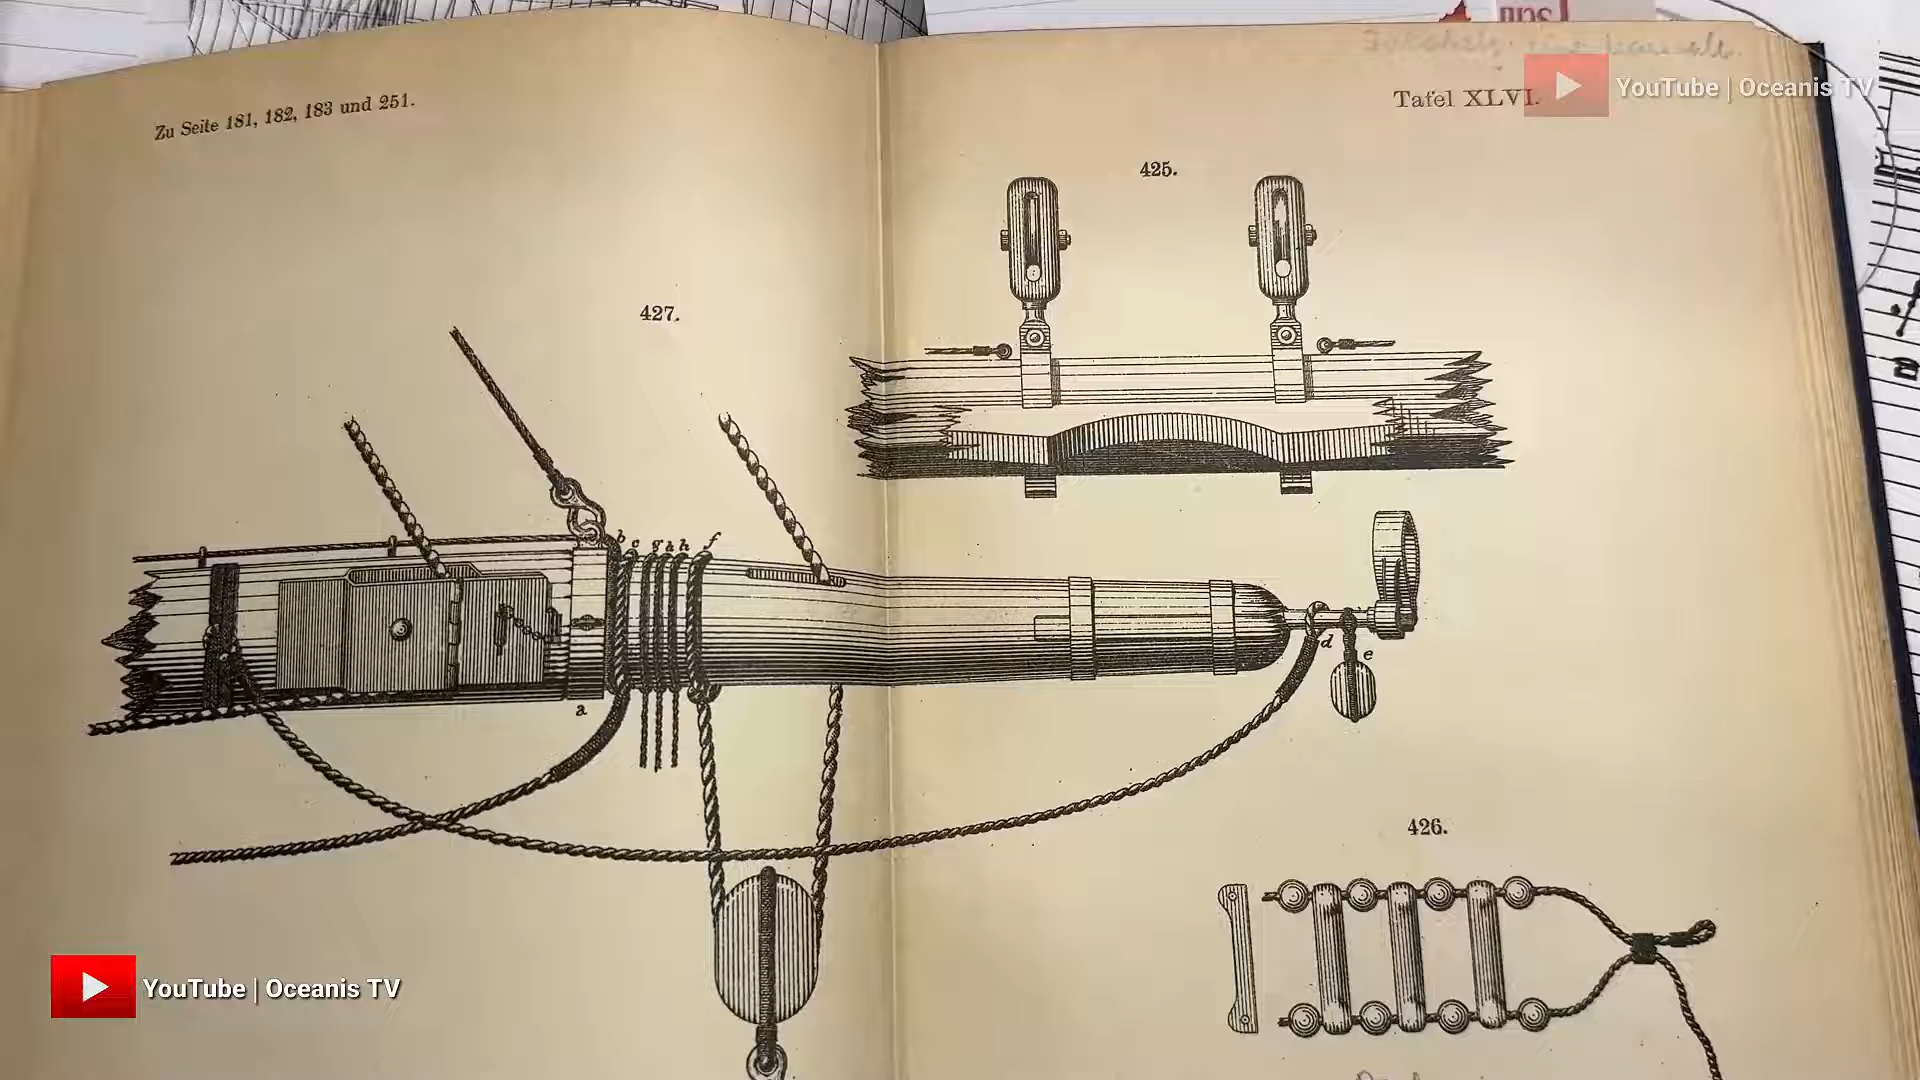 Zu Seite 181, 182, 183 und 251.
Tafel XLVI.
YouTube | Oceanis TV
425.
427.
b c g h f
a
d
e
426.
YouTube | Oceanis TV